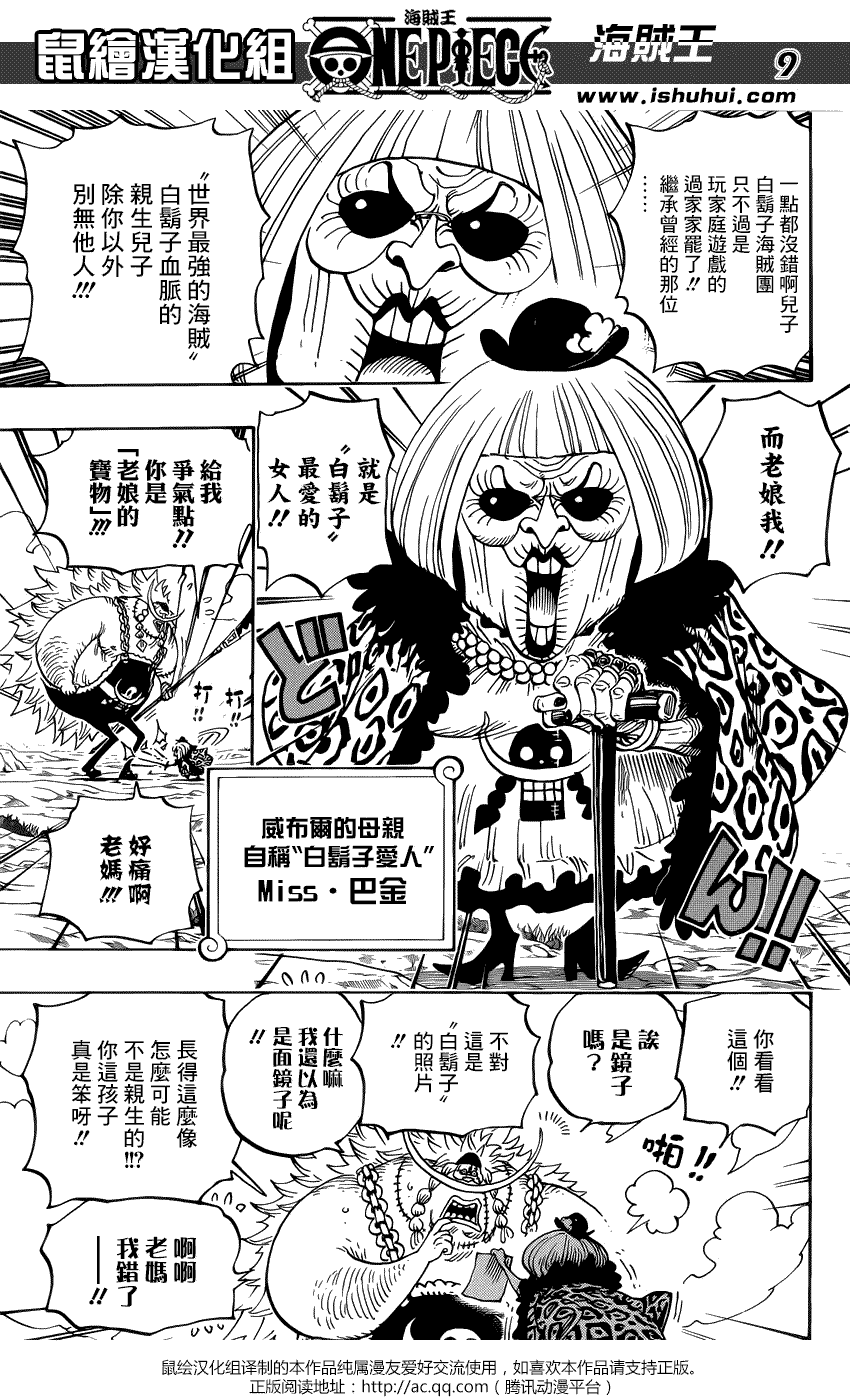 鼠繪漢化組
海賊王
ONE PIECE
海賊王
9
www.ishuhui.com
一點都沒錯啊兒子
白鬍子海賊團
只不過是
玩家庭遊戲的
過家家罷了!!
繼承曾經的那位
……
"世界最強的海賊"
白鬍子血脈的
親生兒子
除你以外
別無他人!!!
而老娘我!!
就是
"白鬍子"
最愛的
女人!!
ど
ん!!
給我
爭氣點!!
你是
「老娘的
寶物」!!!
打!!
打!!
好痛啊
老媽!!!
威布爾的母親
自稱"白鬍子愛人"
Miss·巴金
你看看
這個!!
誒
是鏡子
嗎?
不對
這是
"白鬍子"
的照片
什麼嘛
我還以為
是面鏡子呢
!!
啪!!
長得這麼像
怎麼可能
不是親生的!!?
你這孩子
真是笨呀!!
啊啊
老媽
我錯了
——!!
鼠绘汉化组译制的本作品纯属漫友爱好交流使用，如喜欢本作品请支持正版。
正版阅读地址：http://ac.qq.com（腾讯动漫平台）